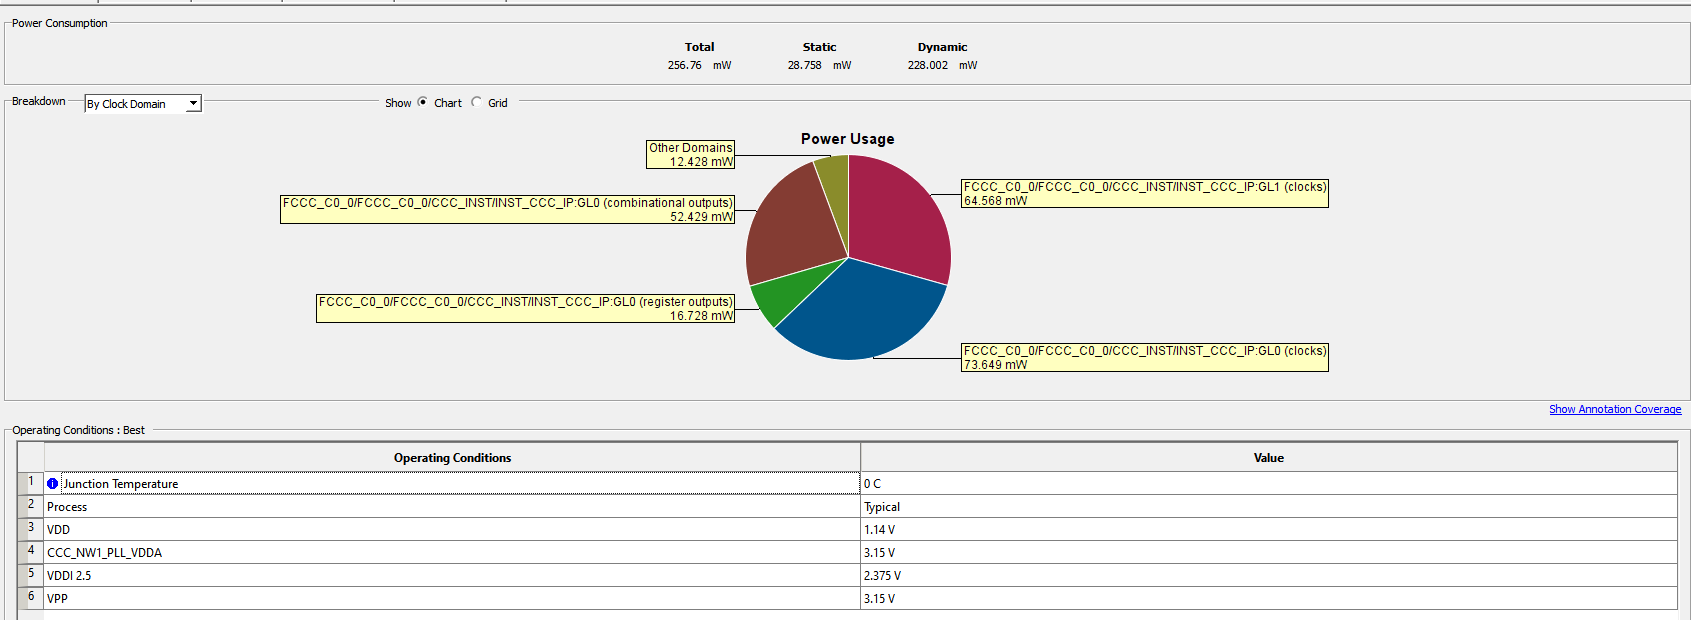 Power Consumption
Total Static Dynamic
256.76 mW 28.758 mW 228.002 mW
Breakdown By Clock Domain Show Chart Grid
Power Usage
Other Domains
12.428 mW
FCCC_C0_0/FCCC_C0_0/CCC_INST/INST_CCC_IP:GL1 (clocks)
64.568 mW
FCCC_C0_0/FCCC_C0_0/CCC_INST/INST_CCC_IP:GL0 (combinational outputs)
52.429 mW
FCCC_C0_0/FCCC_C0_0/CCC_INST/INST_CCC_IP:GL0 (register outputs)
16.728 mW
FCCC_C0_0/FCCC_C0_0/CCC_INST/INST_CCC_IP:GL0 (clocks)
73.649 mW
Show Annotation Coverage
Operating Conditions : Best
Operating Conditions Value
1 Junction Temperature 0 C
2 Process Typical
3 VDD 1.14 V
4 CCC_NW1_PLL_VDDA 3.15 V
5 VDDI 2.5 2.375 V
6 VPP 3.15 V